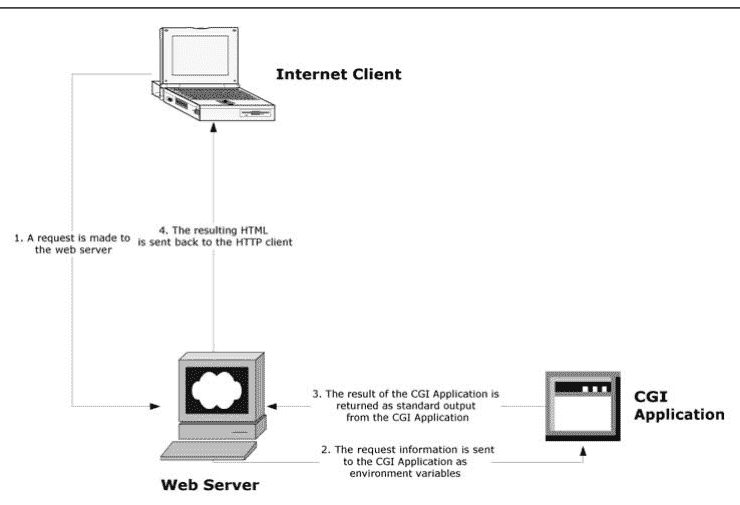 Internet Client
1. A request is made to
the web server
4. The resulting HTML
is sent back to the HTTP client
3. The result of the CGI Application is
returned as standard output
from the CGI Application
CGI
Application
2. The request information is sent
to the CGI Application as
environment variables
Web Server